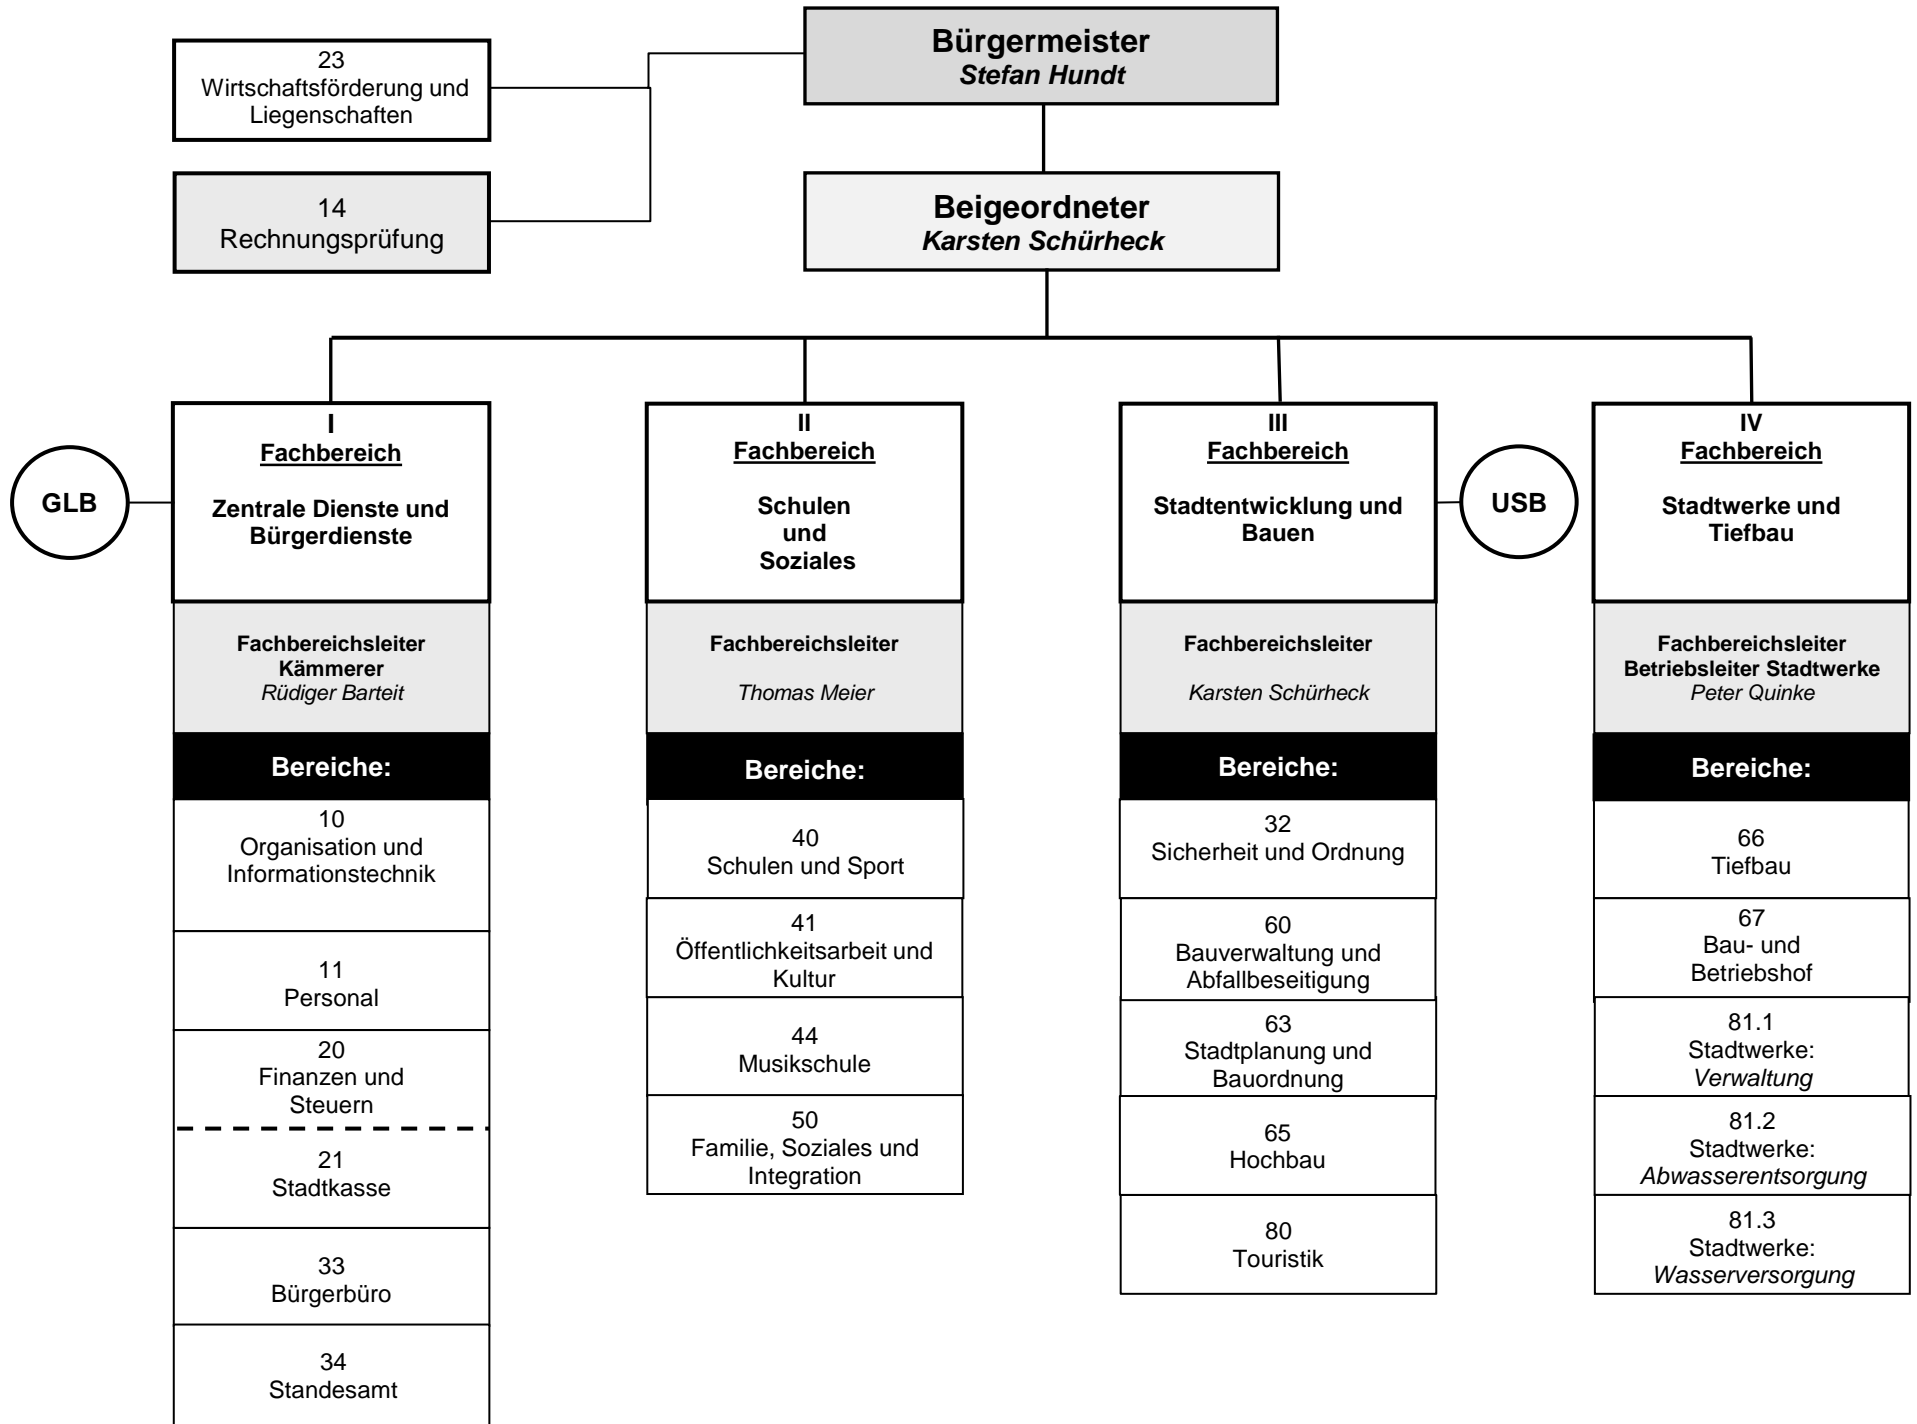 Bürgermeister
Stefan Hundt
23
Wirtschaftsförderung und
Liegenschaften
14
Rechnungsprüfung
Beigeordneter
Karsten Schürheck
GLB
I
Fachbereich
Zentrale Dienste und
Bürgerdienste
Fachbereichsleiter
Kämmerer
Rüdiger Barteit
Bereiche:
10
Organisation und
Informationstechnik
11
Personal
20
Finanzen und
Steuern
21
Stadtkasse
33
Bürgerbüro
34
Standesamt
II
Fachbereich
Schulen
und
Soziales
Fachbereichsleiter
Thomas Meier
Bereiche:
40
Schulen und Sport
41
Öffentlichkeitsarbeit und
Kultur
44
Musikschule
50
Familie, Soziales und
Integration
III
Fachbereich
Stadtentwicklung und
Bauen
USB
Fachbereichsleiter
Karsten Schürheck
Bereiche:
32
Sicherheit und Ordnung
60
Bauverwaltung und
Abfallbeseitigung
63
Stadtplanung und
Bauordnung
65
Hochbau
80
Touristik
IV
Fachbereich
Stadtwerke und
Tiefbau
Fachbereichsleiter
Betriebsleiter Stadtwerke
Peter Quinke
Bereiche:
66
Tiefbau
67
Bau- und
Betriebshof
81.1
Stadtwerke:
Verwaltung
81.2
Stadtwerke:
Abwasserentsorgung
81.3
Stadtwerke:
Wasserversorgung